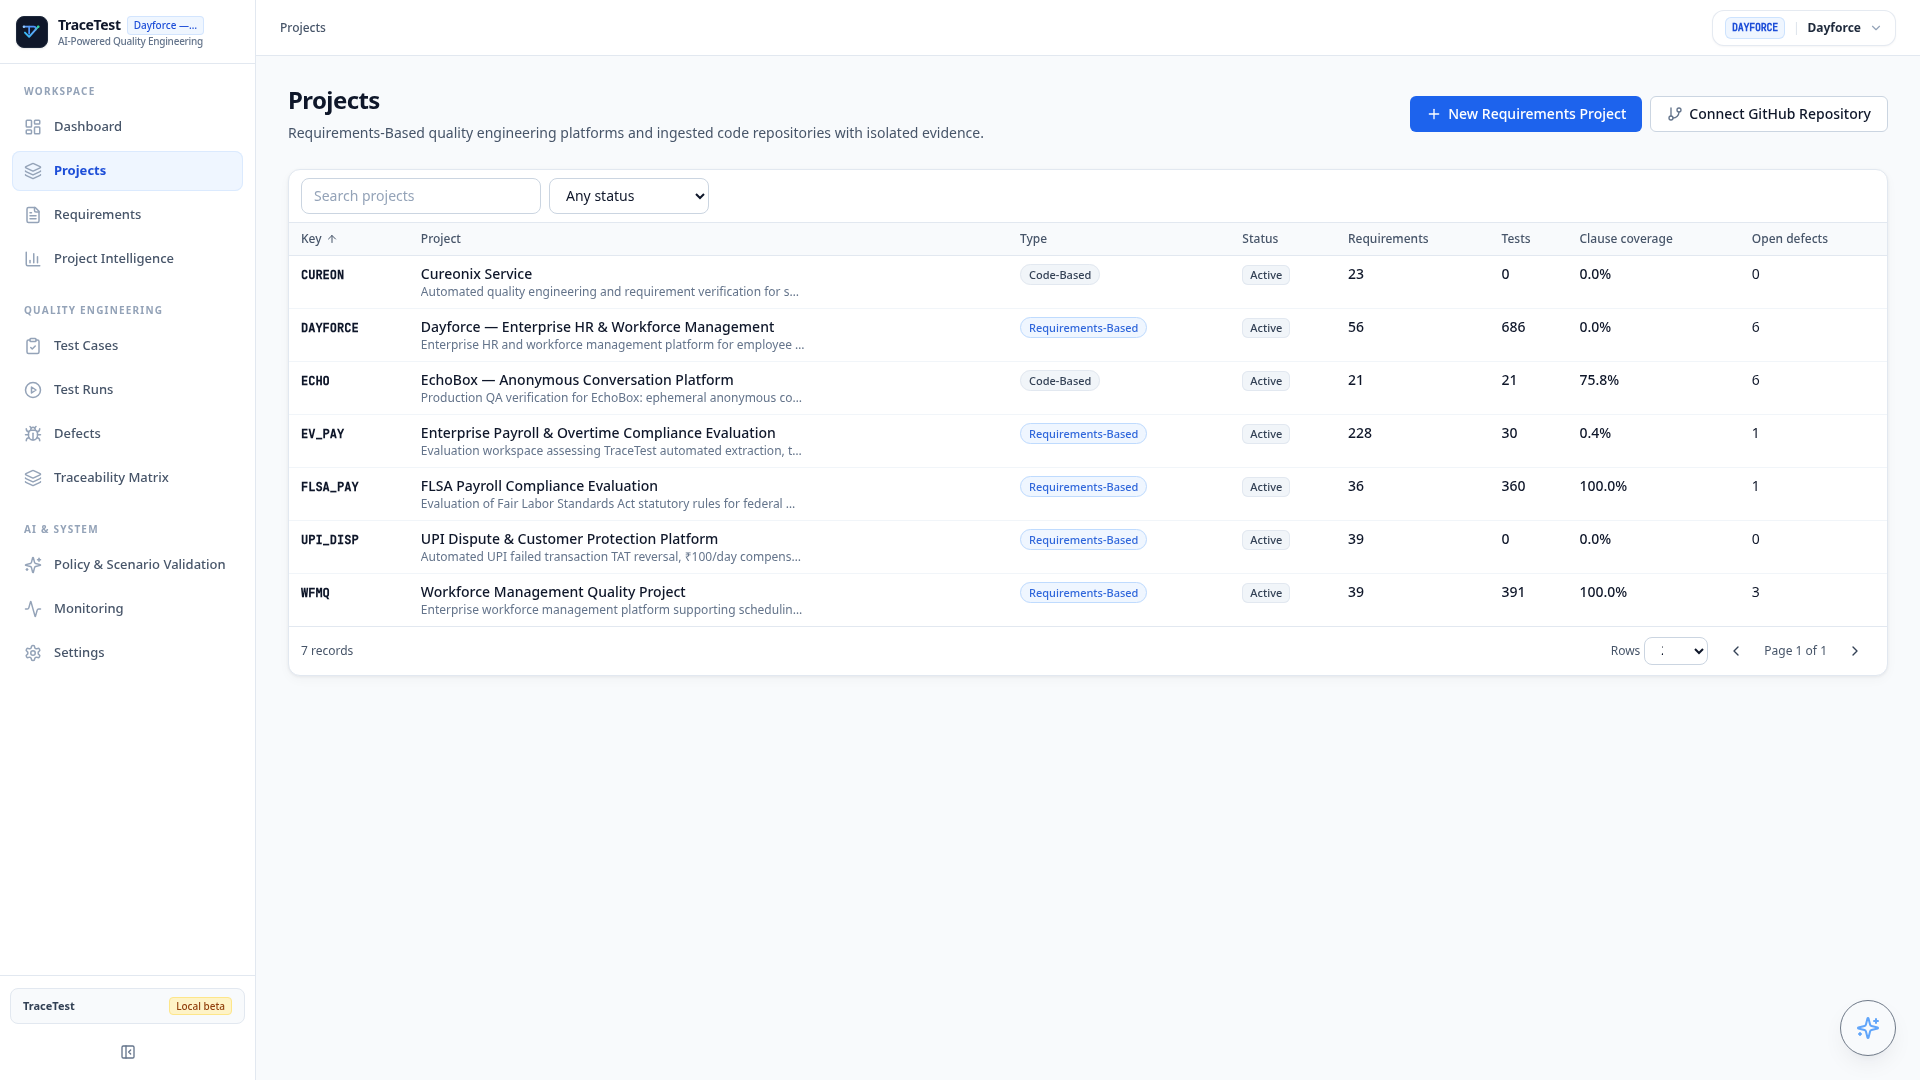 TraceTest Dayforce —...
AI-Powered Quality Engineering
WORKSPACE
Dashboard
Projects
Requirements
Project Intelligence
QUALITY ENGINEERING
Test Cases
Test Runs
Defects
Traceability Matrix
AI & SYSTEM
Policy & Scenario Validation
Monitoring
Settings
TraceTest Local beta
Projects
DAYFORCE Dayforce
Projects
Requirements-Based quality engineering platforms and ingested code repositories with isolated evidence.
New Requirements Project
Connect GitHub Repository
Search projects
Any status
Key Project Type Status Requirements Tests Clause coverage Open defects
CUREON Cureonix Service Code-Based Active 23 0 0.0% 0
Automated quality engineering and requirement verification for s...
DAYFORCE Dayforce — Enterprise HR & Workforce Management Requirements-Based Active 56 686 0.0% 6
Enterprise HR and workforce management platform for employee ...
ECHO EchoBox — Anonymous Conversation Platform Code-Based Active 21 21 75.8% 6
Production QA verification for EchoBox: ephemeral anonymous co...
EV_PAY Enterprise Payroll & Overtime Compliance Evaluation Requirements-Based Active 228 30 0.4% 1
Evaluation workspace assessing TraceTest automated extraction, t...
FLSA_PAY FLSA Payroll Compliance Evaluation Requirements-Based Active 36 360 100.0% 1
Evaluation of Fair Labor Standards Act statutory rules for federal ...
UPI_DISP UPI Dispute & Customer Protection Platform Requirements-Based Active 39 0 0.0% 0
Automated UPI failed transaction TAT reversal, ₹100/day compens...
WFMQ Workforce Management Quality Project Requirements-Based Active 39 391 100.0% 3
Enterprise workforce management platform supporting schedulin...
7 records
Rows
Page 1 of 1